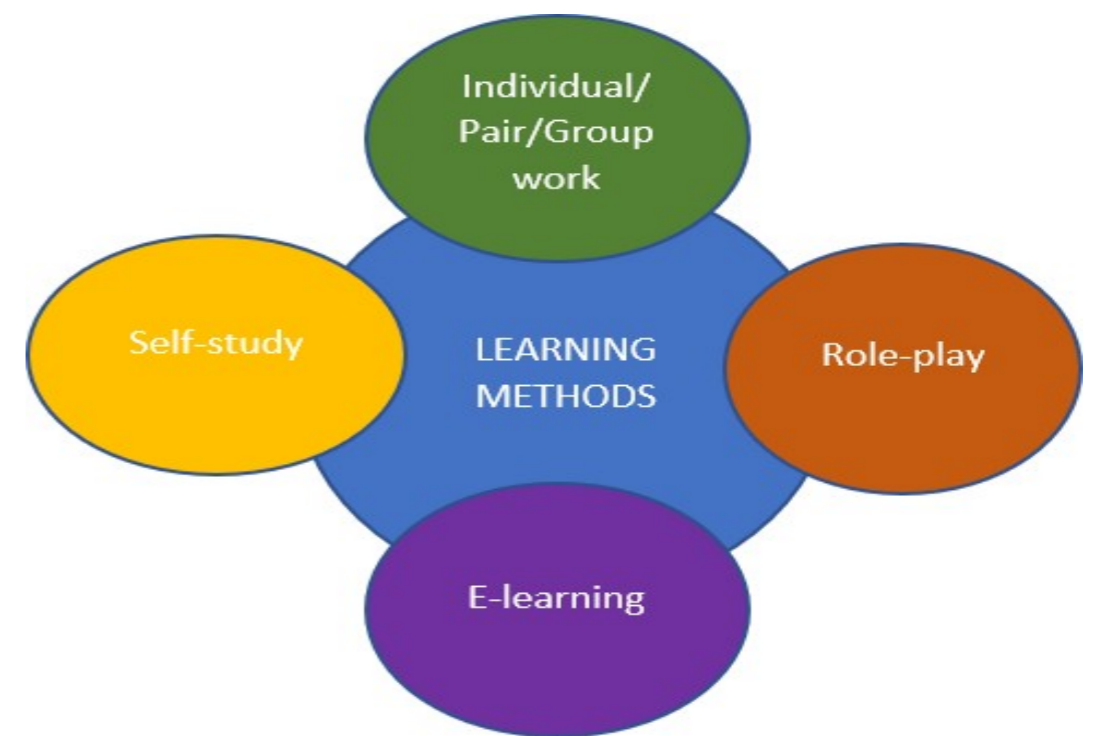 Individual/
Pair/Group
work
Self-study
LEARNING
METHODS
Role-play
E-learning